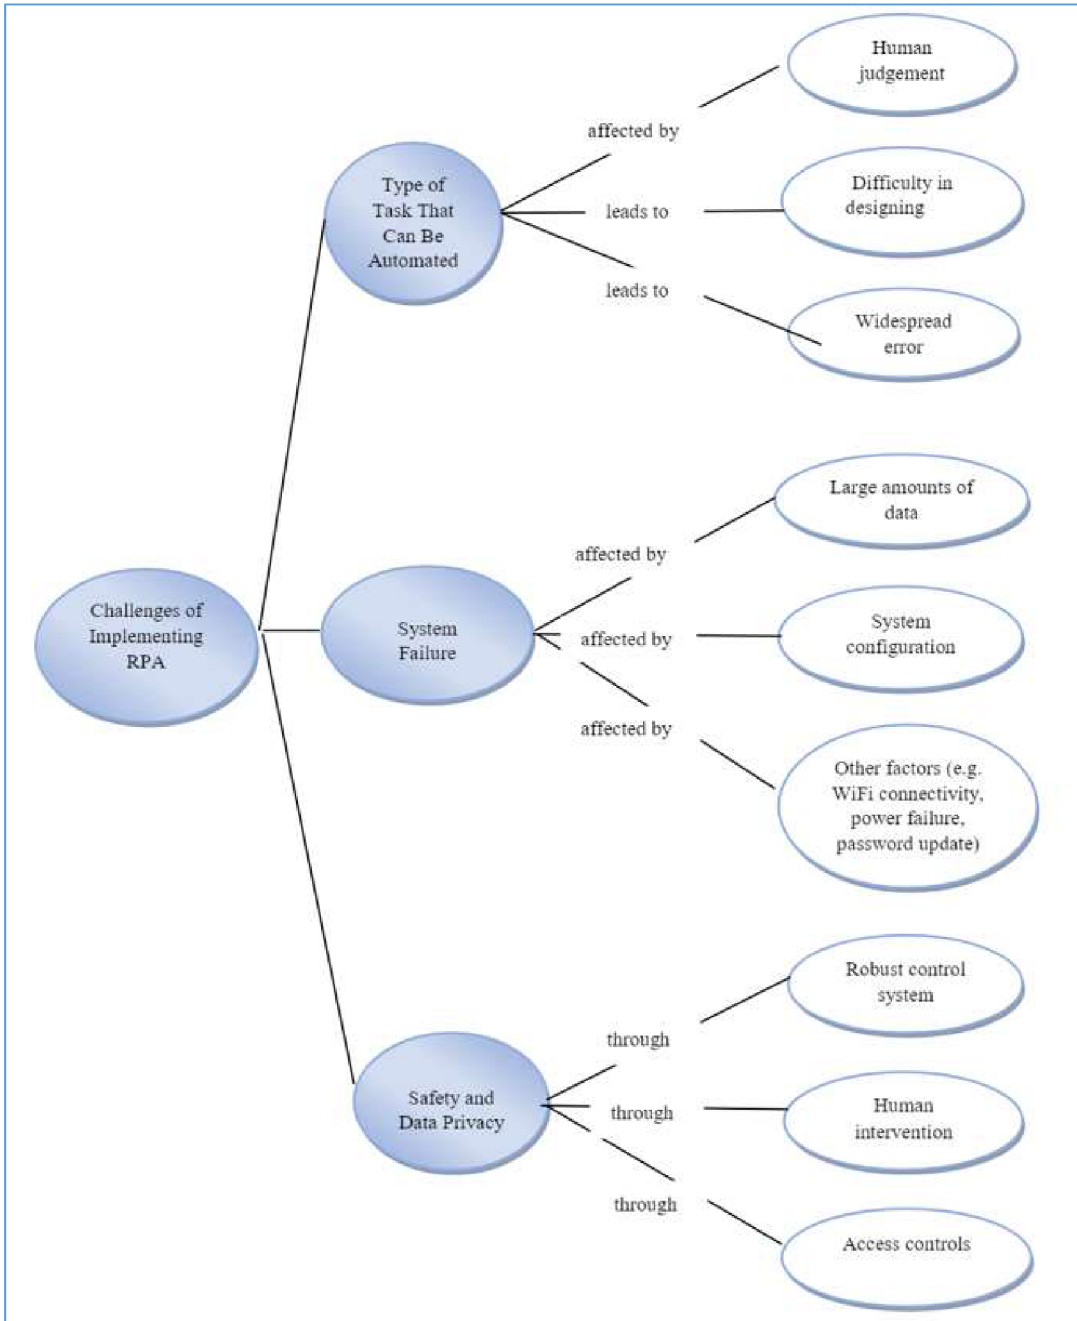 Human
judgement
affected by
Type of
Task That
Can Be
Automated
Difficulty in
designing
leads to
leads to
Widespread
error
Large amounts of
data
affected by
Challenges of
Implementing
RPA
System
Failure
affected by
System
configuration
affected by
Other factors (e.g.
WiFi connectivity,
power failure,
password update)
Robust control
system
through
Safety and
Data Privacy
through
Human
intervention
through
Access controls